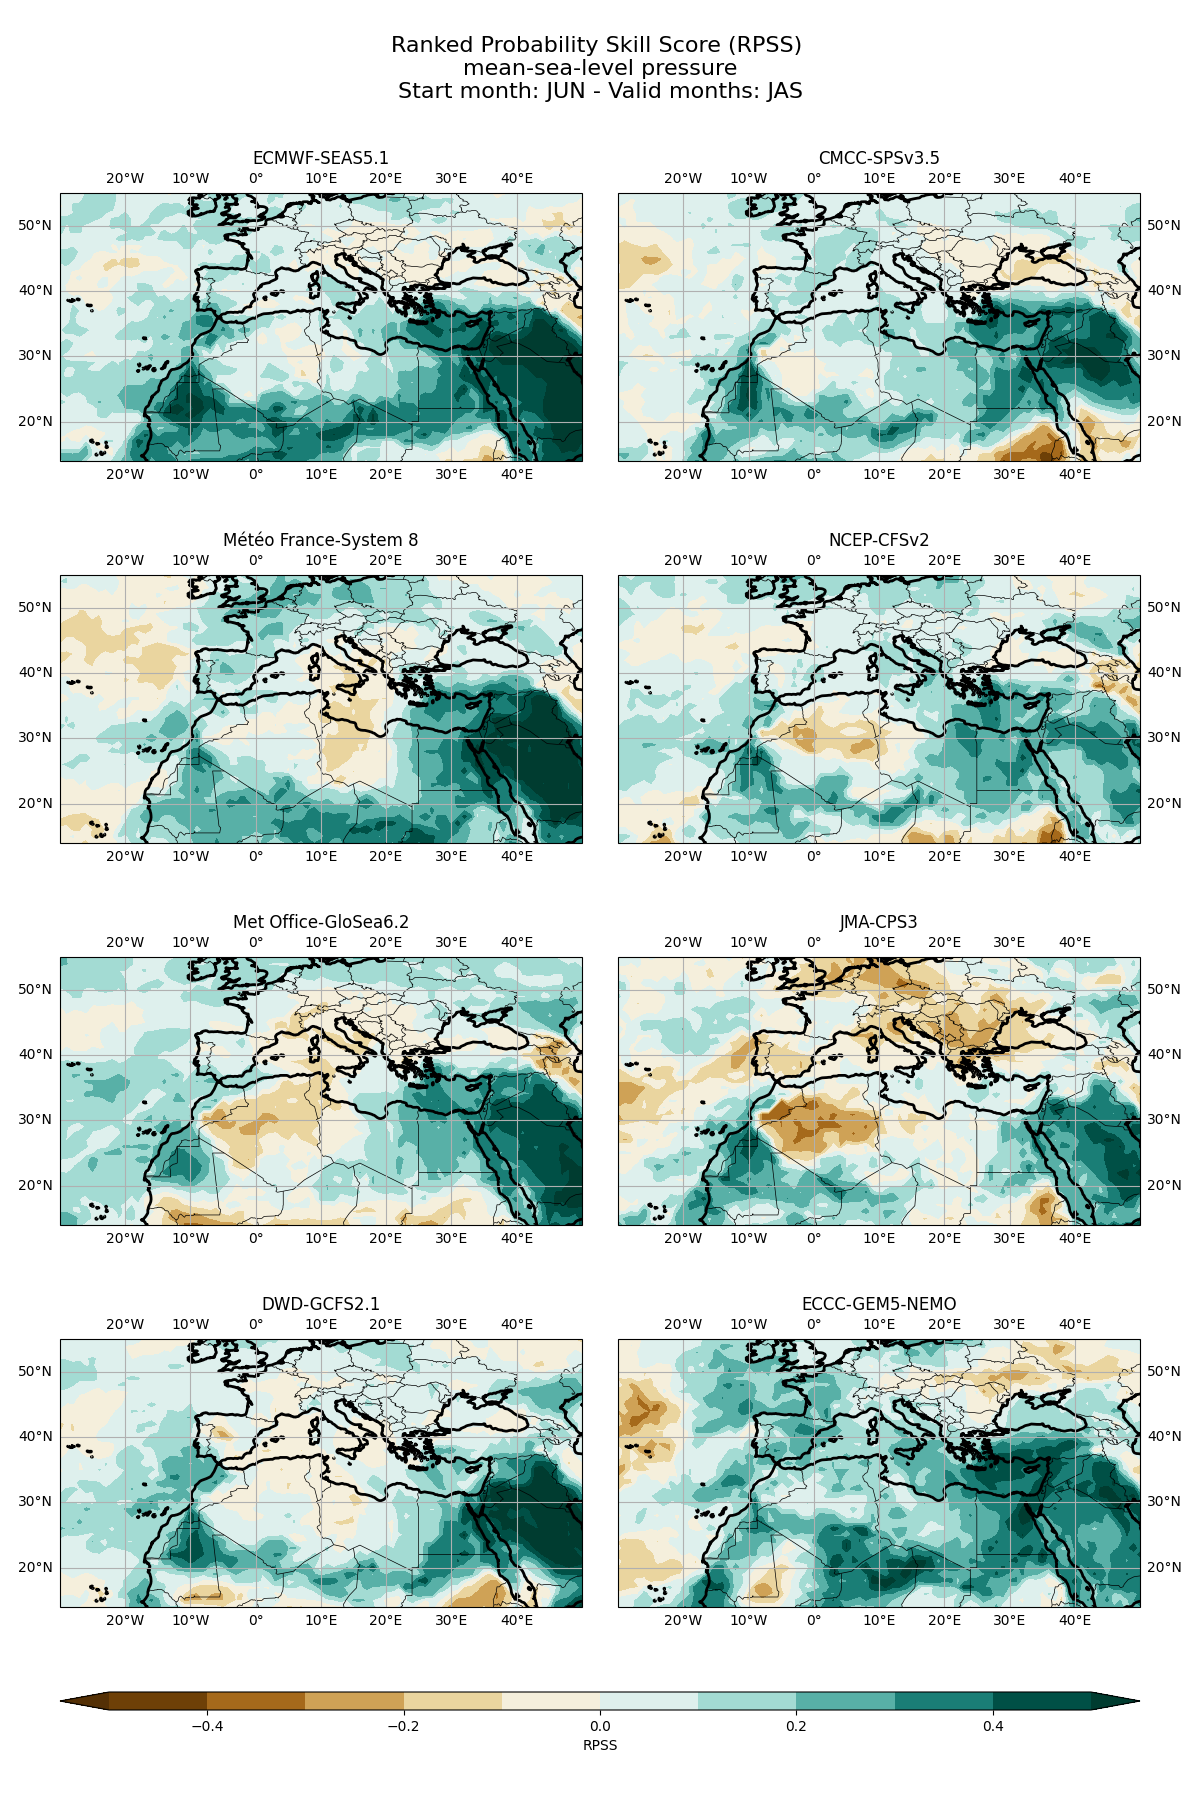 Ranked Probability Skill Score (RPSS)
mean-sea-level pressure
Start month: JUN - Valid months: JAS
ECMWF-SEAS5.1
CMCC-SPSv3.5
20°W 10°W 0° 10°E 20°E 30°E 40°E
20°W 10°W 0° 10°E 20°E 30°E 40°E
50°N 50°N
40°N 40°N
30°N 30°N
20°N 20°N
20°W 10°W 0° 10°E 20°E 30°E 40°E
20°W 10°W 0° 10°E 20°E 30°E 40°E
Météo France-System 8
NCEP-CFSv2
20°W 10°W 0° 10°E 20°E 30°E 40°E
20°W 10°W 0° 10°E 20°E 30°E 40°E
50°N 50°N
40°N 40°N
30°N 30°N
20°N 20°N
20°W 10°W 0° 10°E 20°E 30°E 40°E
20°W 10°W 0° 10°E 20°E 30°E 40°E
Met Office-GloSea6.2
JMA-CPS3
20°W 10°W 0° 10°E 20°E 30°E 40°E
20°W 10°W 0° 10°E 20°E 30°E 40°E
50°N 50°N
40°N 40°N
30°N 30°N
20°N 20°N
20°W 10°W 0° 10°E 20°E 30°E 40°E
20°W 10°W 0° 10°E 20°E 30°E 40°E
DWD-GCFS2.1
ECCC-GEM5-NEMO
20°W 10°W 0° 10°E 20°E 30°E 40°E
20°W 10°W 0° 10°E 20°E 30°E 40°E
50°N 50°N
40°N 40°N
30°N 30°N
20°N 20°N
20°W 10°W 0° 10°E 20°E 30°E 40°E
20°W 10°W 0° 10°E 20°E 30°E 40°E
−0.4 −0.2 0.0 0.2 0.4
RPSS